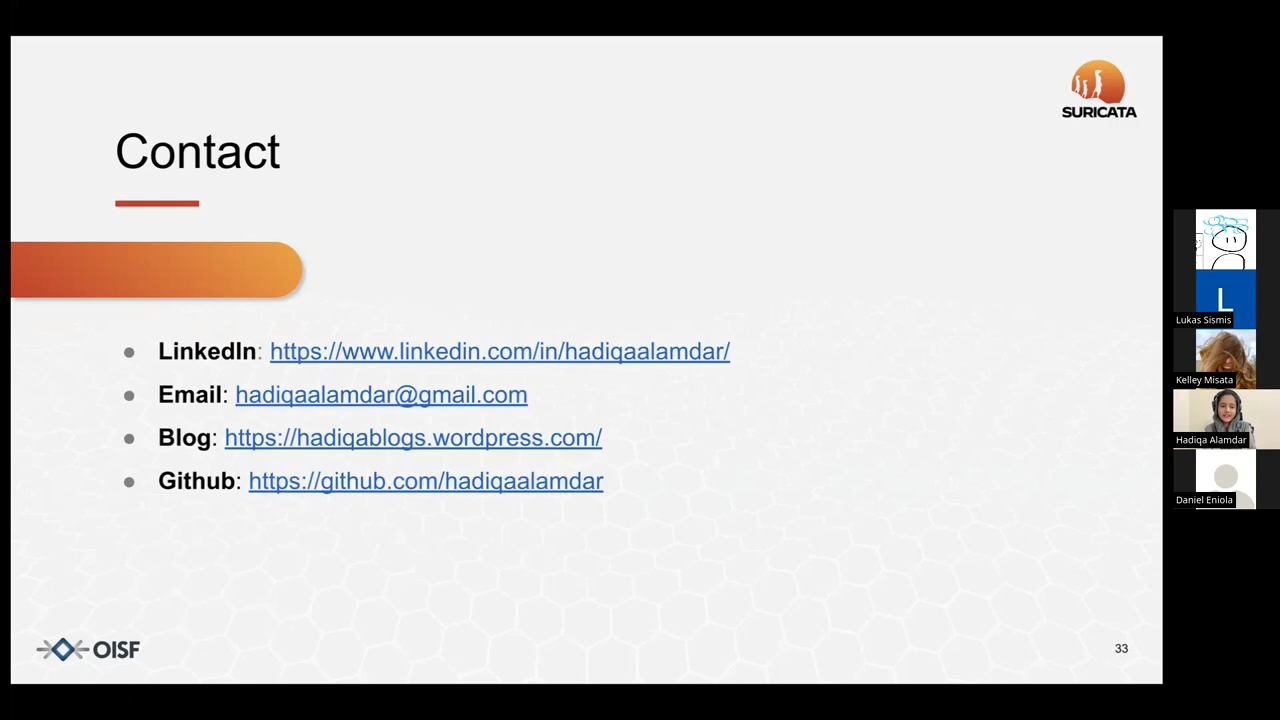 SURICATA
Contact
LinkedIn: https://www.linkedin.com/in/hadiqaalamdar/
Email: hadiqaalamdar@gmail.com
Blog: https://hadiqablogs.wordpress.com/
Github: https://github.com/hadiqaalamdar
OISF
33
L
Lukas Sismis
Kelley Misata
Hadiqa Alamdar
Daniel Eniola